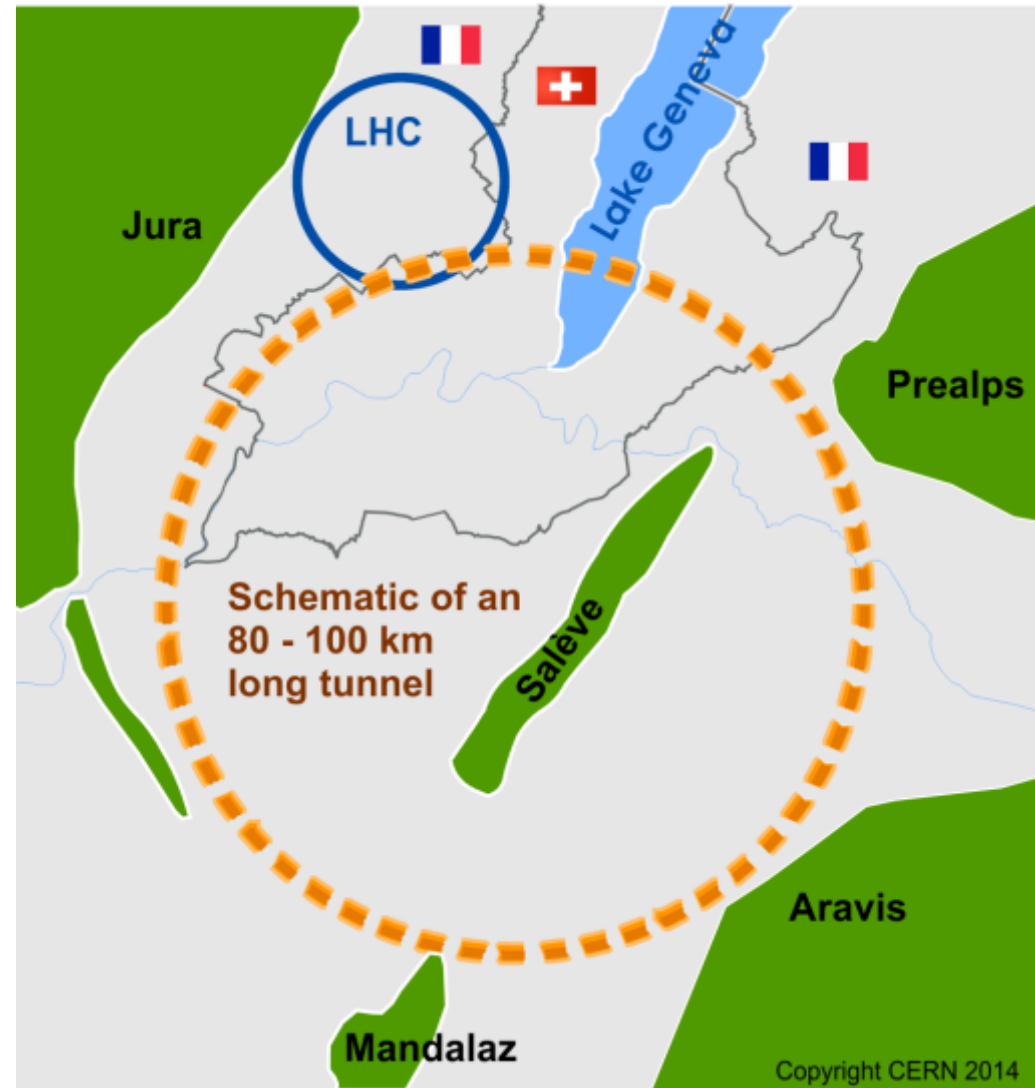 LHC
Lake Geneva
Jura
Prealps
Schematic of an
80 - 100 km
long tunnel
Salève
Aravis
Mandalaz
Copyright CERN 2014